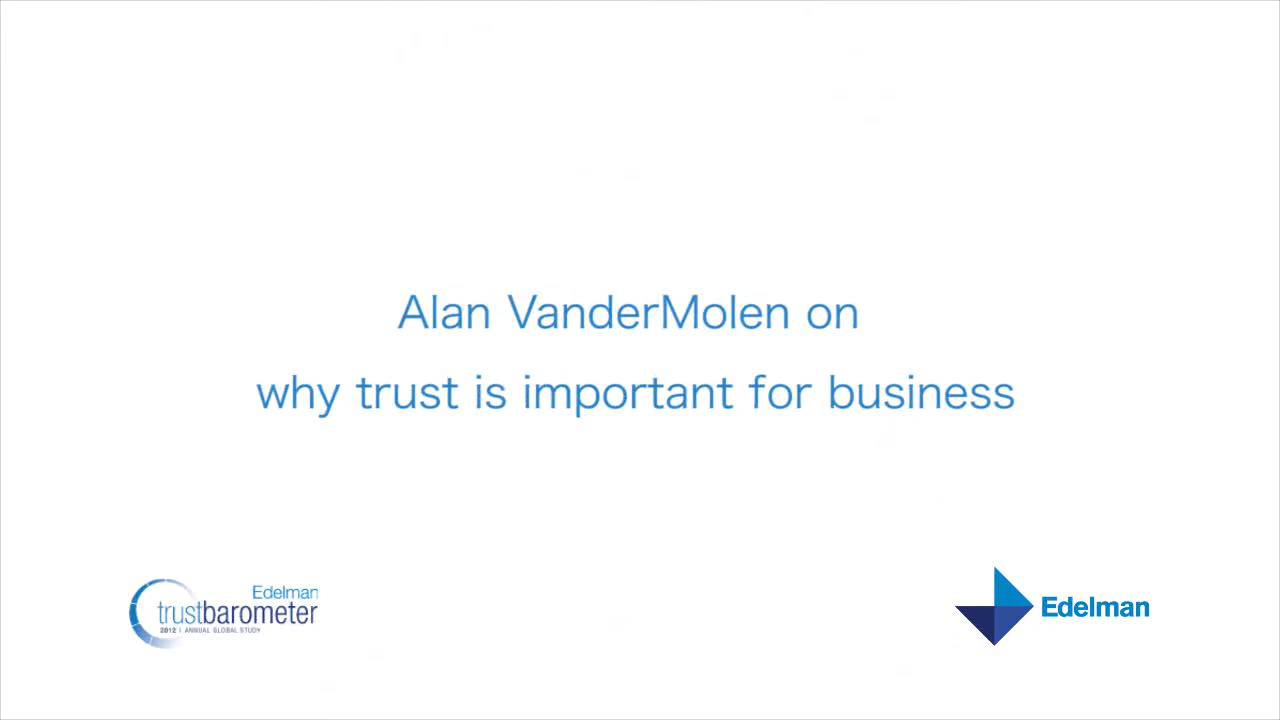 Alan VanderMolen on
why trust is important for business
Edelman
trustbarometer
2012 | ANNUAL GLOBAL STUDY
Edelman